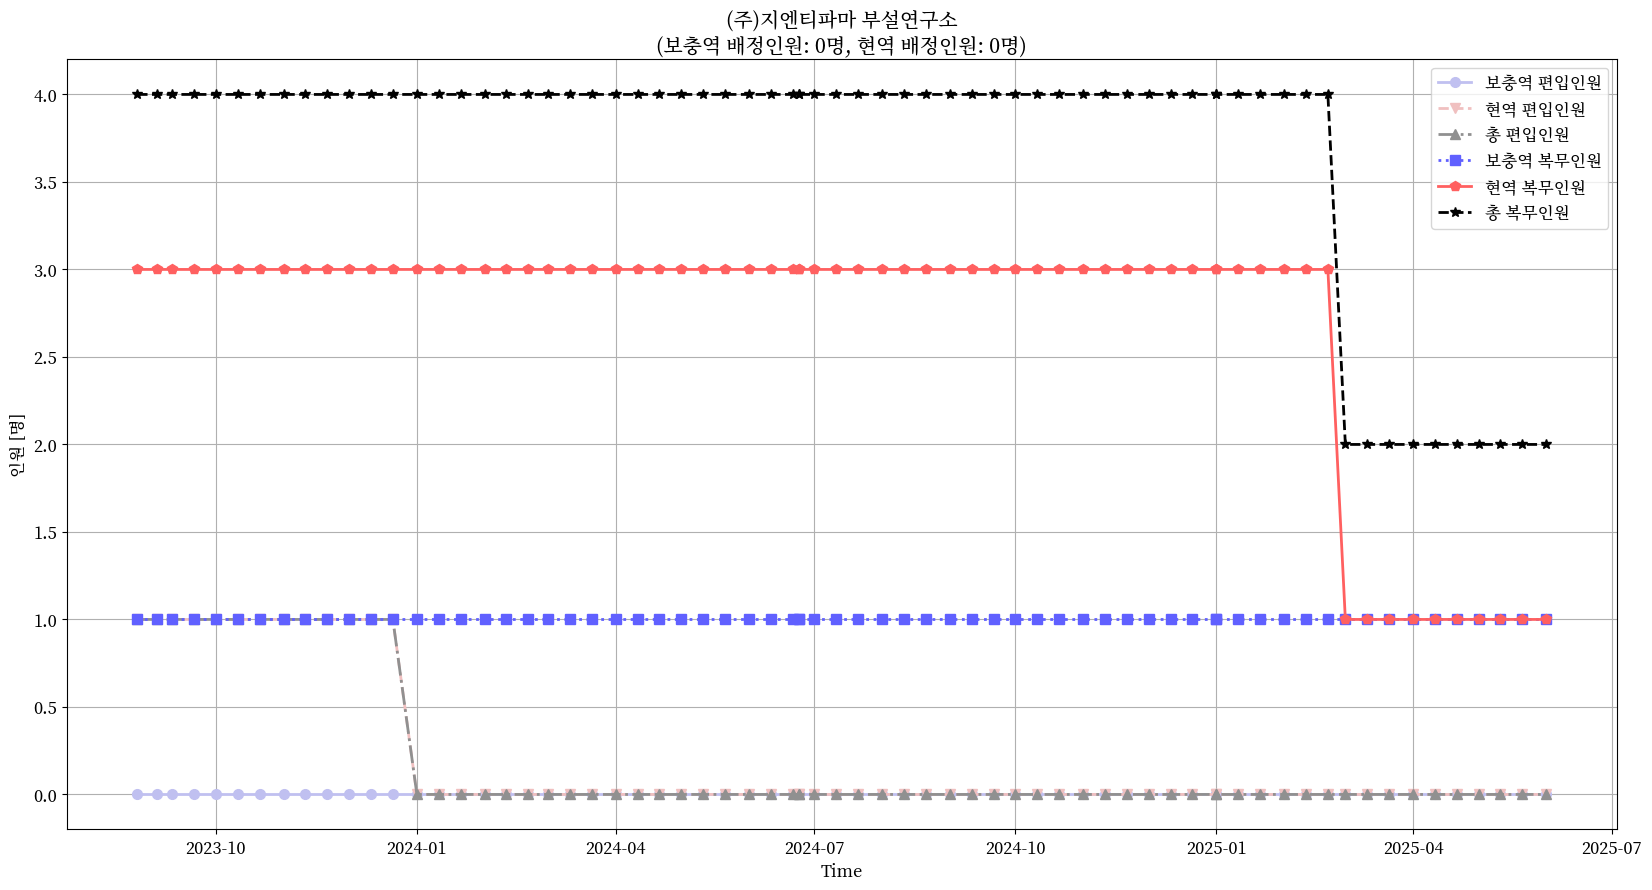 (주)지엔티파마 부설연구소
(보충역 배정인원: 0명, 현역 배정인원: 0명)
보충역 편입인원
현역 편입인원
총 편입인원
보충역 복무인원
현역 복무인원
총 복무인원
인원 [명]
4.0
3.5
3.0
2.5
2.0
1.5
1.0
0.5
0.0
2023-10 2024-01 2024-04 2024-07 2024-10 2025-01 2025-04 2025-07
Time